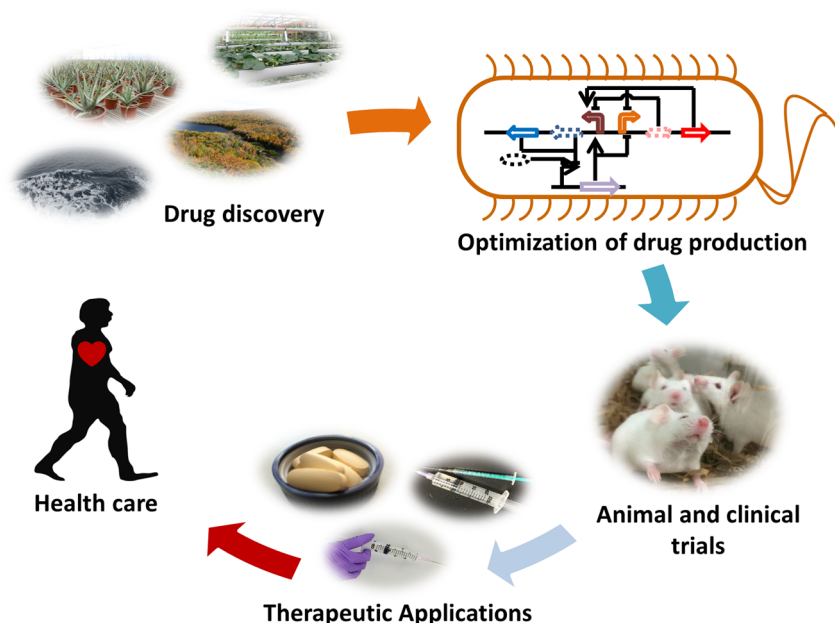 Drug discovery
Optimization of drug production
Health care
Animal and clinical
trials
Therapeutic Applications